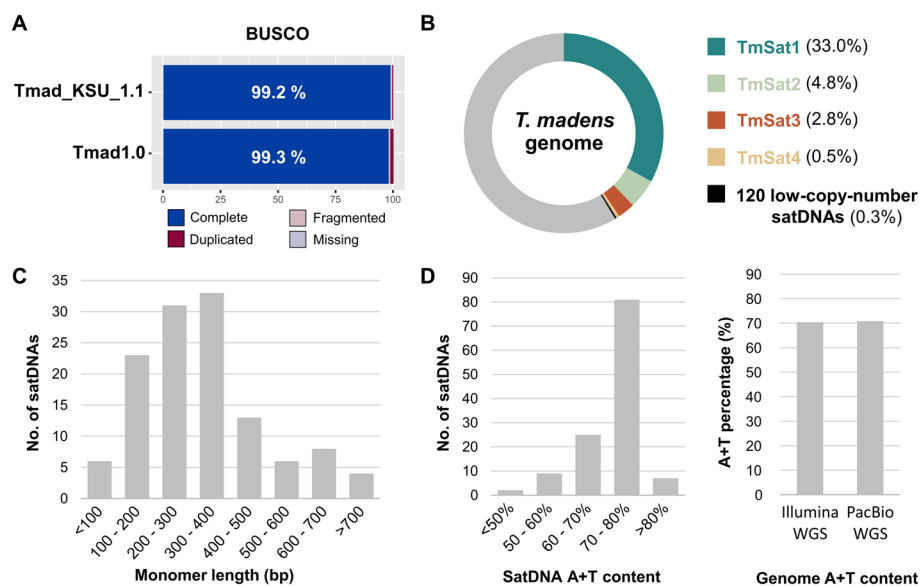 A
BUSCO
Tmad_KSU_1.1
99.2 %
Tmad1.0
99.3 %
0
25
50
75
100
Complete
Fragmented
Duplicated
Missing
B
T. madens
genome
TmSat1 (33.0%)
TmSat2 (4.8%)
TmSat3 (2.8%)
TmSat4 (0.5%)
120 low-copy-number
satDNAs (0.3%)
C
No. of satDNAs
35
30
25
20
15
10
5
0
<100
100 - 200
200 - 300
300 - 400
400 - 500
500 - 600
600 - 700
>700
Monomer length (bp)
D
No. of satDNAs
90
80
70
60
50
40
30
20
10
0
<50%
50 - 60%
60 - 70%
70 - 80%
>80%
SatDNA A+T content
A+T percentage (%)
90
80
70
60
50
40
30
20
10
0
Illumina
WGS
PacBio
WGS
Genome A+T content